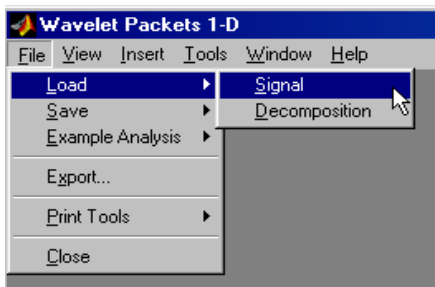 Wavelet Packets 1-D
File View Insert Tools Window Help
Load
Signal
Save
Decomposition
Example Analysis
Export...
Print Tools
Close